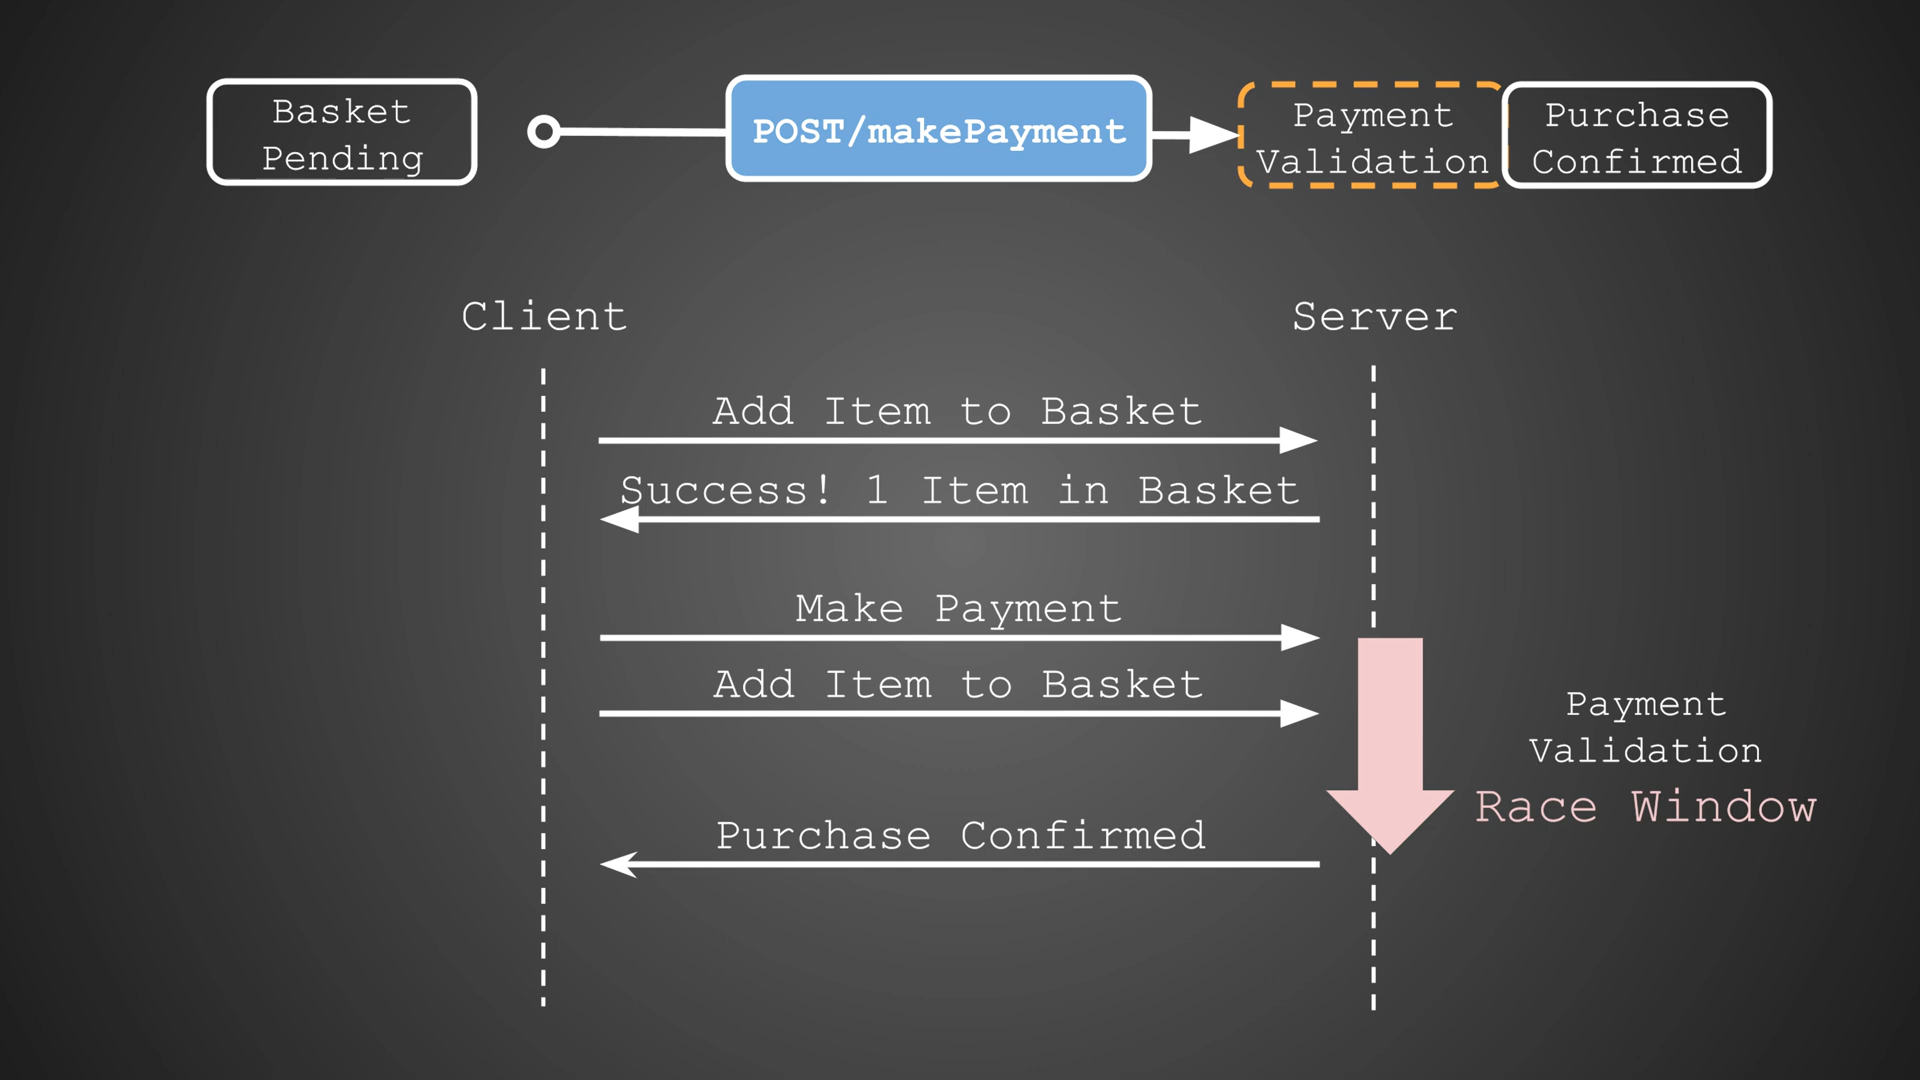 Basket
Pending
POST/makePayment
Payment
Validation
Purchase
Confirmed
Client
Server
Add Item to Basket
Success! 1 Item in Basket
Make Payment
Add Item to Basket
Payment
Validation
Race Window
Purchase Confirmed